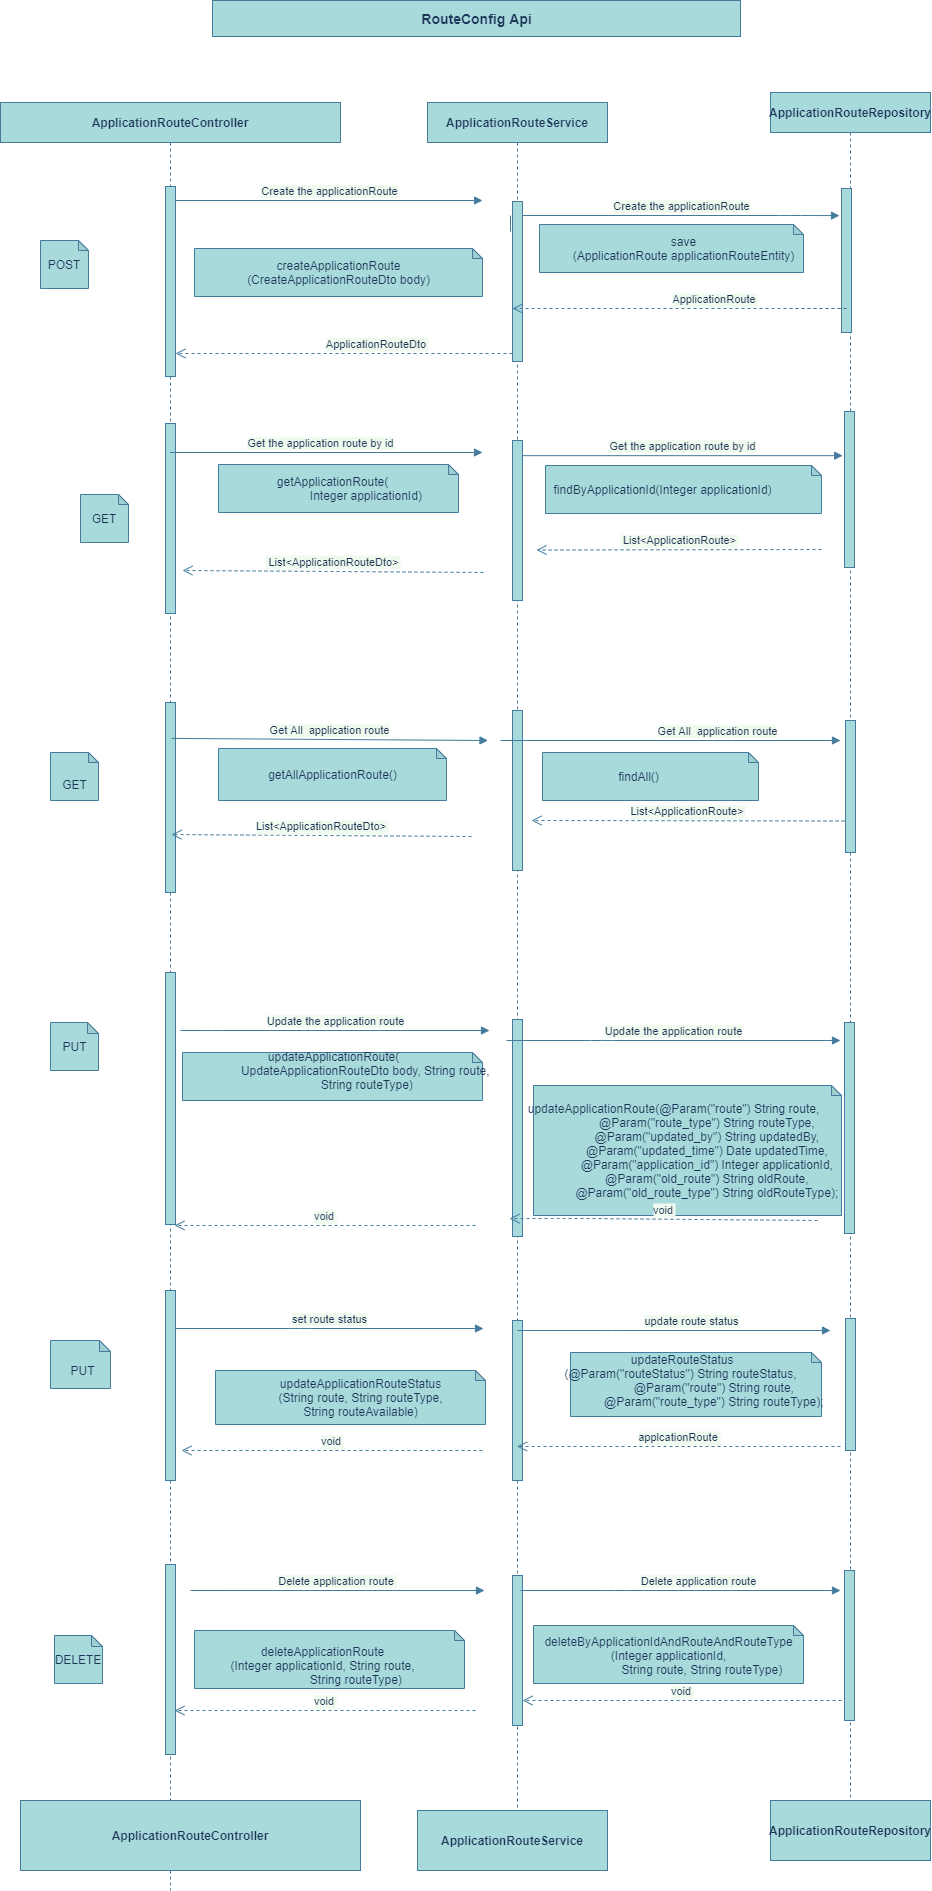 RouteConfig Api
ApplicationRouteController
ApplicationRouteService
ApplicationRouteRepository
Create the applicationRoute
Create the applicationRoute
POST
createApplicationRoute
(CreateApplicationRouteDto body)
save
(ApplicationRoute applicationRouteEntity)
ApplicationRoute
ApplicationRouteDto
Get the application route by id
Get the application route by id
GET
getApplicationRoute(
Integer applicationId)
findByApplicationId(Integer applicationId)
List<ApplicationRoute>
List<ApplicationRouteDto>
Get All  application route
Get All  application route
GET
getAllApplicationRoute()
findAll()
List<ApplicationRoute>
List<ApplicationRouteDto>
Update the application route
Update the application route
PUT
updateApplicationRoute(
UpdateApplicationRouteDto body, String route,
String routeType)
updateApplicationRoute(@Param("route") String route,
@Param("route_type") String routeType,
@Param("updated_by") String updatedBy,
@Param("updated_time") Date updatedTime,
@Param("application_id") Integer applicationId,
@Param("old_route") String oldRoute,
@Param("old_route_type") String oldRouteType);
void
void
set route status
update route status
PUT
updateApplicationRouteStatus
(String route, String routeType,
String routeAvailable)
updateRouteStatus
(@Param("routeStatus") String routeStatus,
@Param("route") String route,
@Param("route_type") String routeType);
applcationRoute
void
Delete application route
Delete application route
DELETE
deleteApplicationRoute
(Integer applicationId, String route,
String routeType)
deleteByApplicationIdAndRouteAndRouteType
(Integer applicationId,
String route, String routeType)
void
void
ApplicationRouteController
ApplicationRouteService
ApplicationRouteRepository